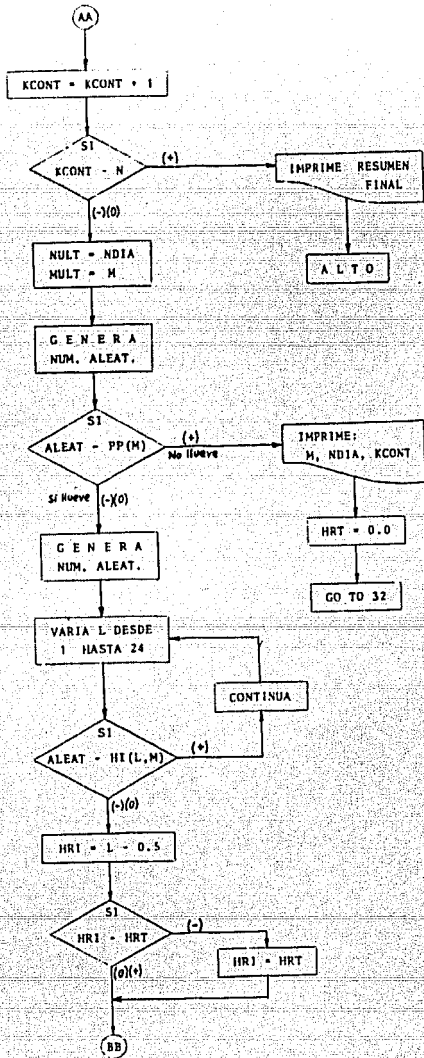 AA
KCONT = KCONT + 1
SI
KCONT - N
(+)
IMPRIME RESUMEN
FINAL
(-)(0)
A L T O
NULT = NDIA
MULT = M
G E N E R A
NUM. ALEAT.
SI
ALEAT - PP(M)
(+)
No llueve
IMPRIME:
M, NDIA, KCONT
Si llueve
(-)(0)
HRT = 0.0
G E N E R A
NUM. ALEAT.
GO TO 32
VARIA L DESDE
1 HASTA 24
CONTINUA
SI
ALEAT - HI(L,M)
(+)
(-)(0)
HRI = L - 0.5
SI
HRI - HRT
(-)
HRI = HRT
(0)(+)
BB